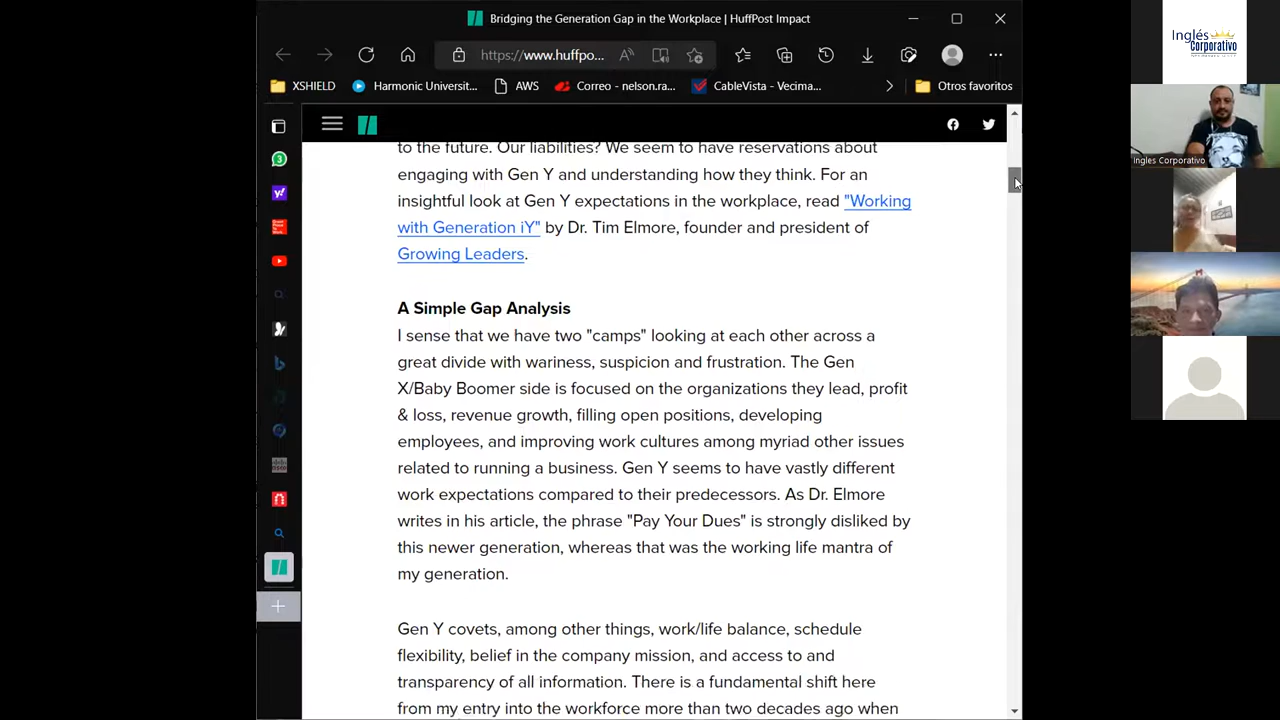 Bridging the Generation Gap in the Workplace | HuffPost Impact
https://www.huffpo...
XSHIELD
Harmonic Universit...
AWS
Correo - nelson.ra...
CableVista - Vecima...
Otros favoritos
to the future. Our liabilities? We seem to have reservations about
engaging with Gen Y and understanding how they think. For an
insightful look at Gen Y expectations in the workplace, read "Working
with Generation iY" by Dr. Tim Elmore, founder and president of
Growing Leaders.
A Simple Gap Analysis
I sense that we have two "camps" looking at each other across a
great divide with wariness, suspicion and frustration. The Gen
X/Baby Boomer side is focused on the organizations they lead, profit
& loss, revenue growth, filling open positions, developing
employees, and improving work cultures among myriad other issues
related to running a business. Gen Y seems to have vastly different
work expectations compared to their predecessors. As Dr. Elmore
writes in his article, the phrase "Pay Your Dues" is strongly disliked by
this newer generation, whereas that was the working life mantra of
my generation.
Gen Y covets, among other things, work/life balance, schedule
flexibility, belief in the company mission, and access to and
transparency of all information. There is a fundamental shift here
from my entry into the workforce more than two decades ago when
Inglés
Corporativo
Ingles Corporativo